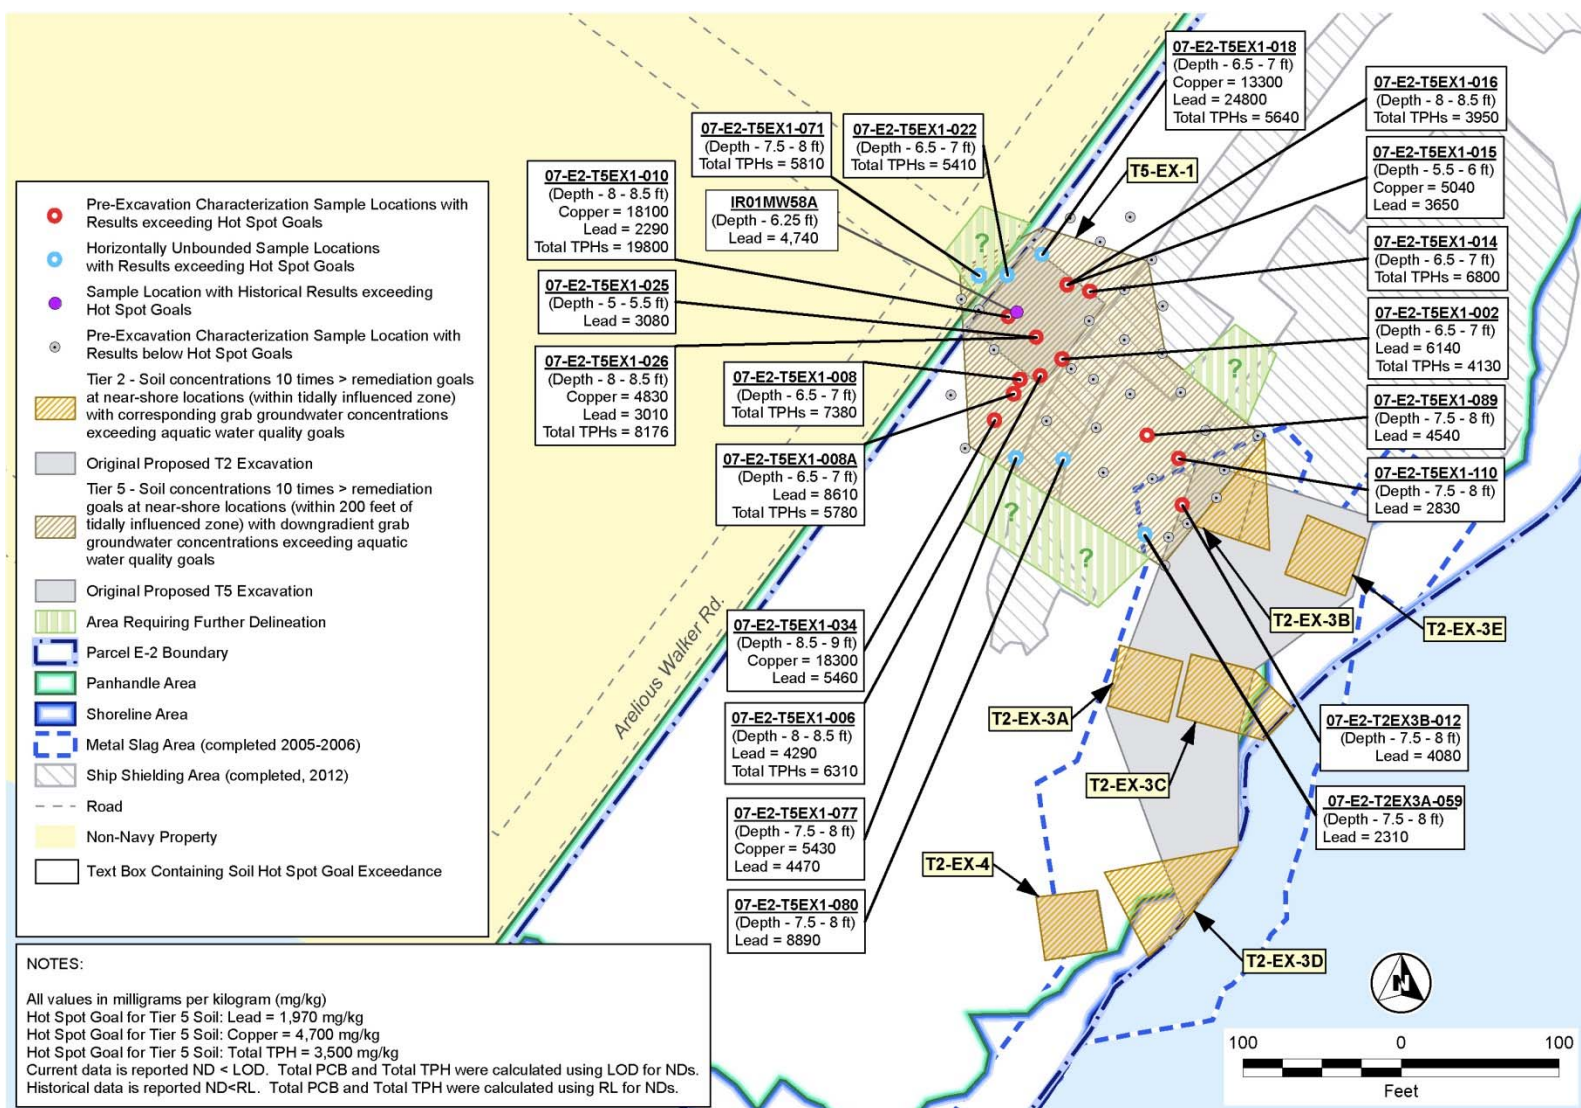 07-E2-T5EX1-018
(Depth - 6.5 - 7 ft)
Copper = 13300
Lead = 24800
Total TPHs = 5640
07-E2-T5EX1-016
(Depth - 8 - 8.5 ft)
Total TPHs = 3950
07-E2-T5EX1-071
(Depth - 7.5 - 8 ft)
Total TPHs = 5810
07-E2-T5EX1-022
(Depth - 6.5 - 7 ft)
Total TPHs = 5410
07-E2-T5EX1-015
(Depth - 5.5 - 6 ft)
Copper = 5040
Lead = 3650
T5-EX-1
07-E2-T5EX1-010
(Depth - 8 - 8.5 ft)
Copper = 18100
Lead = 2290
Total TPHs = 19800
IR01MW58A
(Depth - 6.25 ft)
Lead = 4,740
07-E2-T5EX1-014
(Depth - 6.5 - 7 ft)
Total TPHs = 6800
07-E2-T5EX1-025
(Depth - 5 - 5.5 ft)
Lead = 3080
07-E2-T5EX1-002
(Depth - 6.5 - 7 ft)
Lead = 6140
Total TPHs = 4130
07-E2-T5EX1-026
(Depth - 8 - 8.5 ft)
Copper = 4830
Lead = 3010
Total TPHs = 8176
07-E2-T5EX1-008
(Depth - 6.5 - 7 ft)
Total TPHs = 7380
07-E2-T5EX1-089
(Depth - 7.5 - 8 ft)
Lead = 4540
07-E2-T5EX1-008A
(Depth - 6.5 - 7 ft)
Lead = 8610
Total TPHs = 5780
07-E2-T5EX1-110
(Depth - 7.5 - 8 ft)
Lead = 2830
?
?
?
?
T2-EX-3B
T2-EX-3E
07-E2-T5EX1-034
(Depth - 8.5 - 9 ft)
Copper = 18300
Lead = 5460
Arelious Walker Rd.
T2-EX-3A
07-E2-T5EX1-006
(Depth - 8 - 8.5 ft)
Lead = 4290
Total TPHs = 6310
07-E2-T2EX3B-012
(Depth - 7.5 - 8 ft)
Lead = 4080
T2-EX-3C
07-E2-T2EX3A-059
(Depth - 7.5 - 8 ft)
Lead = 2310
07-E2-T5EX1-077
(Depth - 7.5 - 8 ft)
Copper = 5430
Lead = 4470
T2-EX-4
07-E2-T5EX1-080
(Depth - 7.5 - 8 ft)
Lead = 8890
T2-EX-3D
Pre-Excavation Characterization Sample Locations with
Results exceeding Hot Spot Goals
Horizontally Unbounded Sample Locations
with Results exceeding Hot Spot Goals
Sample Location with Historical Results exceeding
Hot Spot Goals
Pre-Excavation Characterization Sample Location with
Results below Hot Spot Goals
Tier 2 - Soil concentrations 10 times > remediation goals
at near-shore locations (within tidally influenced zone)
with corresponding grab groundwater concentrations
exceeding aquatic water quality goals
Original Proposed T2 Excavation
Tier 5 - Soil concentrations 10 times > remediation
goals at near-shore locations (within 200 feet of
tidally influenced zone) with downgradient grab
groundwater concentrations exceeding aquatic
water quality goals
Original Proposed T5 Excavation
Area Requiring Further Delineation
Parcel E-2 Boundary
Panhandle Area
Shoreline Area
Metal Slag Area (completed 2005-2006)
Ship Shielding Area (completed, 2012)
Road
Non-Navy Property
Text Box Containing Soil Hot Spot Goal Exceedance
NOTES:
All values in milligrams per kilogram (mg/kg)
Hot Spot Goal for Tier 5 Soil: Lead = 1,970 mg/kg
Hot Spot Goal for Tier 5 Soil: Copper = 4,700 mg/kg
Hot Spot Goal for Tier 5 Soil: Total TPH = 3,500 mg/kg
Current data is reported ND < LOD. Total PCB and Total TPH were calculated using LOD for NDs.
Historical data is reported ND<RL. Total PCB and Total TPH were calculated using RL for NDs.
N
100 0 100
Feet